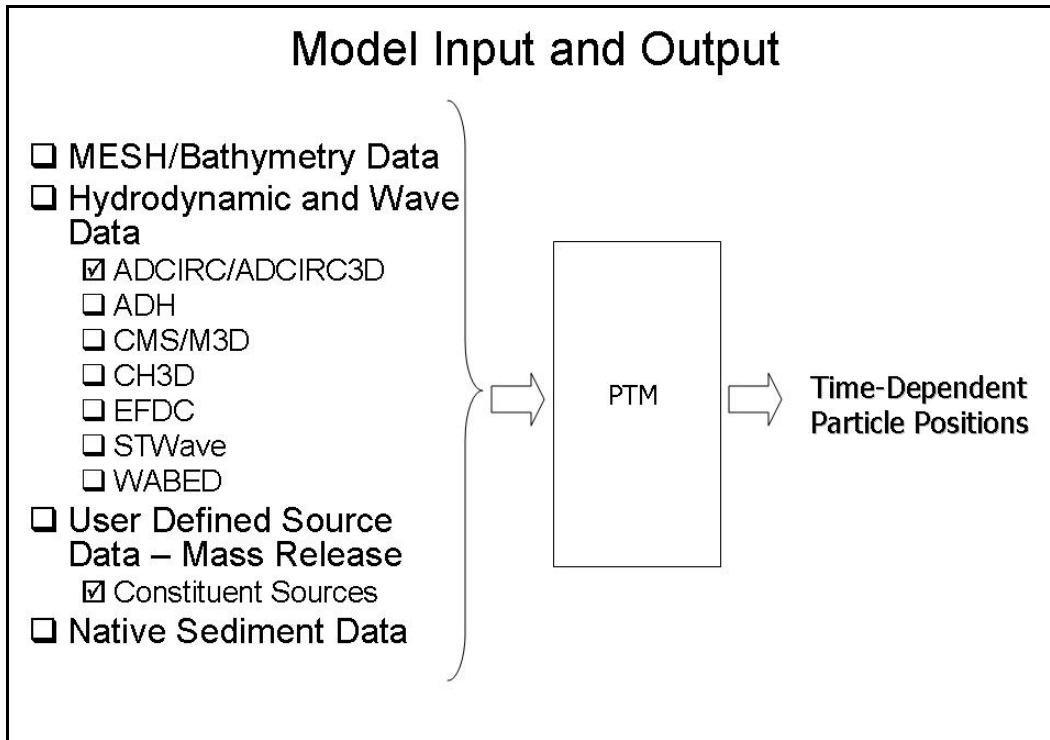 Model Input and Output
❑ MESH/Bathymetry Data
❑ Hydrodynamic and Wave
Data
☑ ADCIRC/ADCIRC3D
❑ ADH
❑ CMS/M3D
❑ CH3D
❑ EFDC
❑ STWave
❑ WABED
❑ User Defined Source
Data – Mass Release
☑ Constituent Sources
❑ Native Sediment Data
PTM
Time-Dependent
Particle Positions